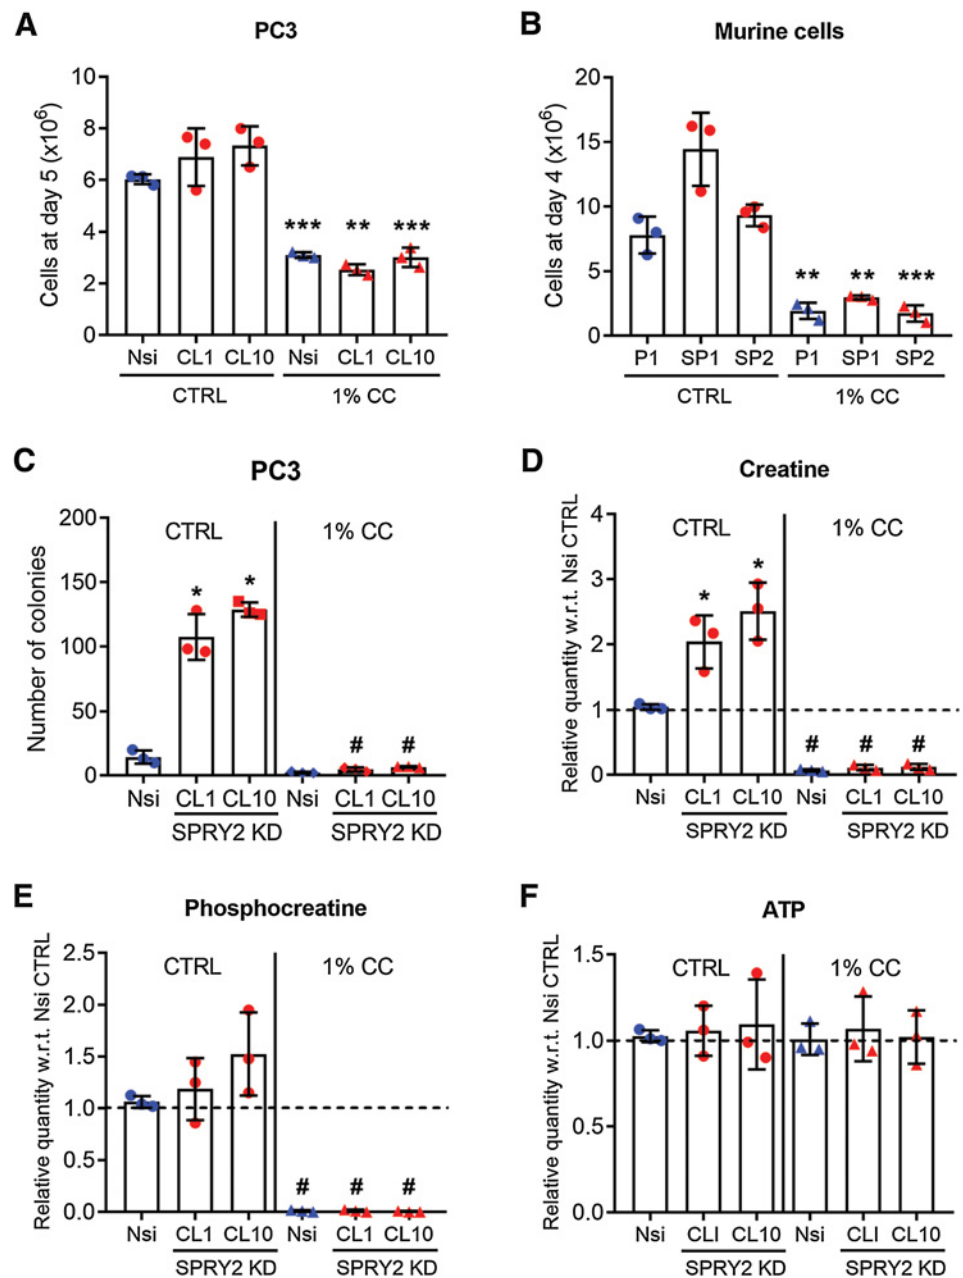 A
PC3
Cells at day 5 (x10⁶)
10
8
6
4
2
0
*** ** ***
Nsi CL1 CL10 Nsi CL1 CL10
CTRL 1% CC
B
Murine cells
Cells at day 4 (x10⁶)
20
15
10
5
0
** ** ***
P1 SP1 SP2 P1 SP1 SP2
CTRL 1% CC
C
PC3
Number of colonies
200
150
100
50
0
CTRL 1% CC
* *
# #
Nsi CL1 CL10 Nsi CL1 CL10
SPRY2 KD SPRY2 KD
D
Creatine
Relative quantity w.r.t. Nsi CTRL
4
3
2
1
0
CTRL 1% CC
* *
# # #
Nsi CL1 CL10 Nsi CL1 CL10
SPRY2 KD SPRY2 KD
E
Phosphocreatine
Relative quantity w.r.t. Nsi CTRL
2.5
2.0
1.5
1.0
0.5
0.0
CTRL 1% CC
# # #
Nsi CL1 CL10 Nsi CL1 CL10
SPRY2 KD SPRY2 KD
F
ATP
Relative quantity w.r.t. Nsi CTRL
1.5
1.0
0.5
0.0
CTRL 1% CC
Nsi CLI CL10 Nsi CLI CL10
SPRY2 KD SPRY2 KD